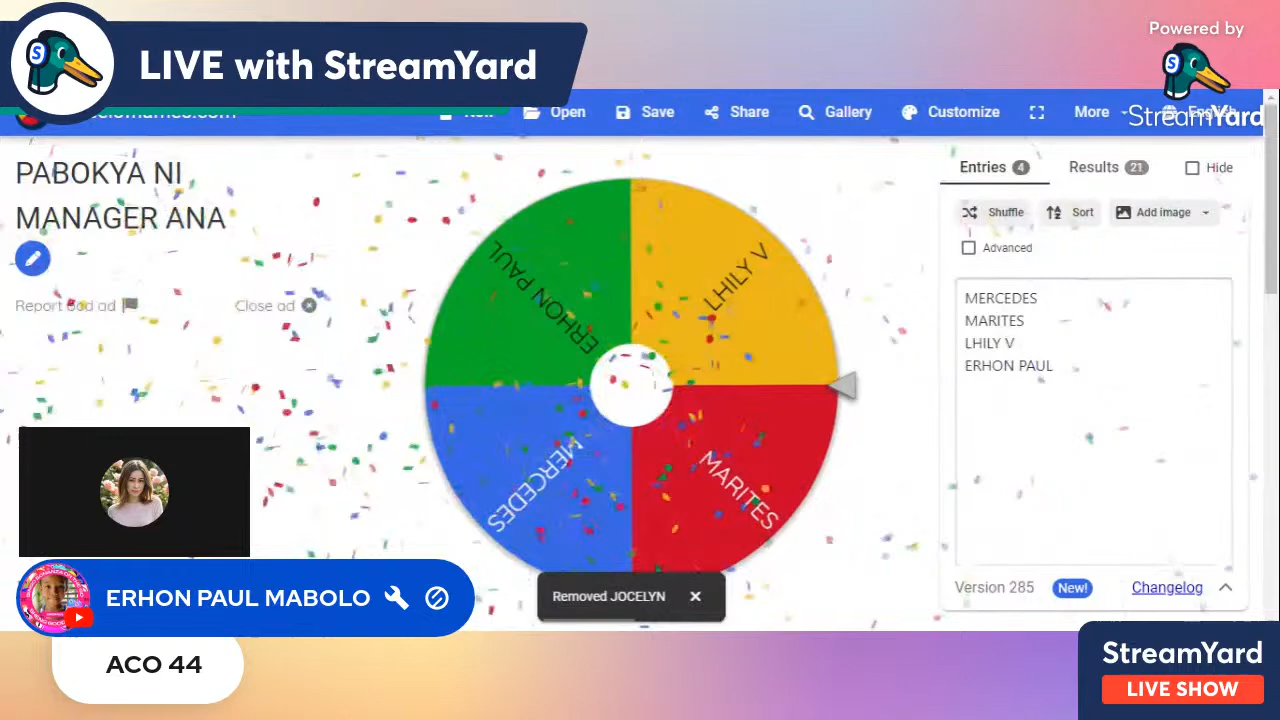 LIVE with StreamYard
Powered by
StreamYard
Open
Save
Share
Gallery
Customize
More
PABOKYA NI
MANAGER ANA
Report bad ad
Close ad
ERHON PAUL
LHILY V
MERCEDES
MARITES
Entries 4
Results 21
Hide
Shuffle
Sort
Add image
Advanced
MERCEDES
MARITES
LHILY V
ERHON PAUL
Version 285
New!
Changelog
Removed JOCELYN
ERHON PAUL MABOLO
ACO 44
StreamYard
LIVE SHOW